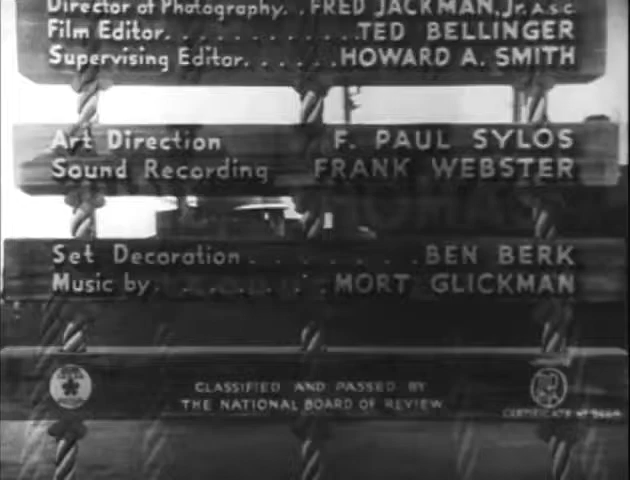 Director of Photography. . FRED JACKMAN, Jr. A.S.C.
Film Editor. . . . . . . . . . . . TED BELLINGER
Supervising Editor. . . . . . HOWARD A. SMITH
Art Direction F. PAUL SYLOS
Sound Recording FRANK WEBSTER
Set Decoration . . . . . . . . BEN BERK
Music by. . . . . . . . MORT GLICKMAN
CLASSIFIED AND PASSED BY
THE NATIONAL BOARD OF REVIEW
CERTIFICATE Nº